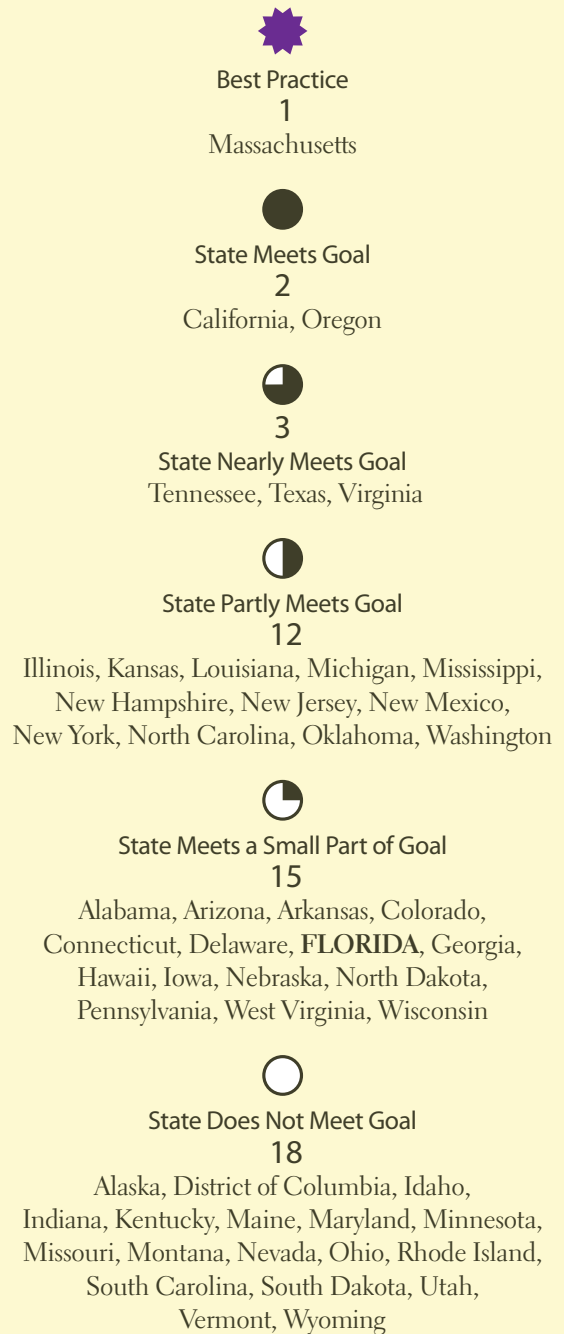 Best Practice
1
Massachusetts
State Meets Goal
2
California, Oregon
3
State Nearly Meets Goal
Tennessee, Texas, Virginia
State Partly Meets Goal
12
Illinois, Kansas, Louisiana, Michigan, Mississippi,
New Hampshire, New Jersey, New Mexico,
New York, North Carolina, Oklahoma, Washington
State Meets a Small Part of Goal
15
Alabama, Arizona, Arkansas, Colorado,
Connecticut, Delaware, FLORIDA, Georgia,
Hawaii, Iowa, Nebraska, North Dakota,
Pennsylvania, West Virginia, Wisconsin
State Does Not Meet Goal
18
Alaska, District of Columbia, Idaho,
Indiana, Kentucky, Maine, Maryland, Minnesota,
Missouri, Montana, Nevada, Ohio, Rhode Island,
South Carolina, South Dakota, Utah,
Vermont, Wyoming